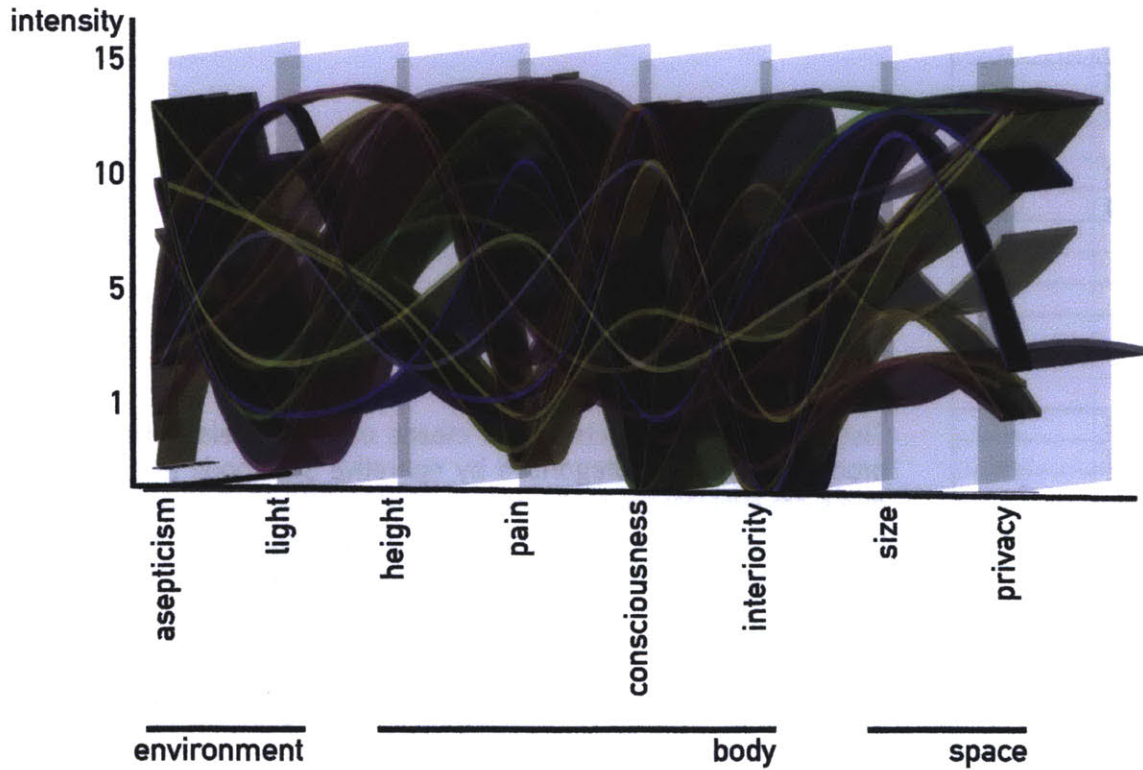 intensity
15
10
5
1
asepticism
light
height
pain
consciousness
interiority
size
privacy
environment
body
space